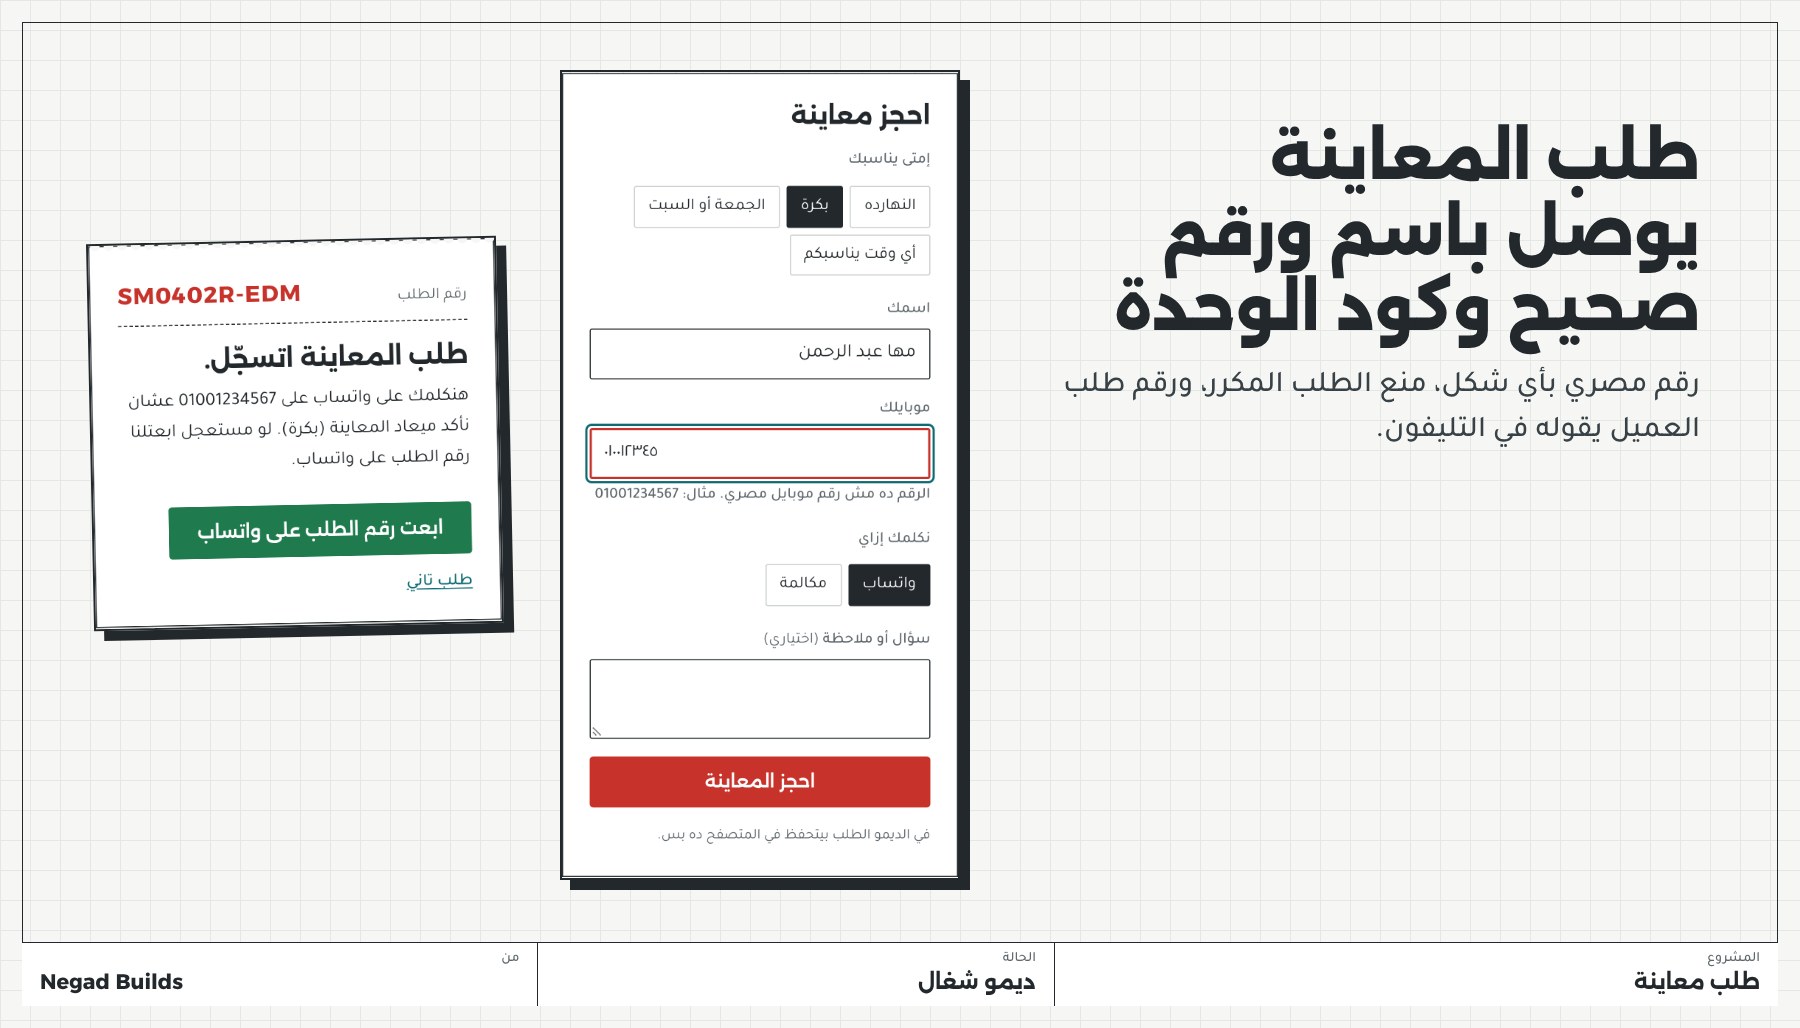 طلب المعاينة
يوصل باسم ورقم
صحيح وكود الوحدة
رقم مصري بأي شكل، منع الطلب المكرر، ورقم طلب
العميل يقوله في التليفون.
احجز معاينة
إمتى يناسبك
النهارده
بكرة
الجمعة أو السبت
أي وقت يناسبكم
اسمك
مها عبد الرحمن
موبايلك
٠١٠٠١٢٣٤٥
الرقم ده مش رقم موبايل مصري. مثال: 01001234567
نكلمك إزاي
واتساب
مكالمة
سؤال أو ملاحظة (اختياري)
احجز المعاينة
في الديمو الطلب بيتحفظ في المتصفح ده بس.
رقم الطلب
SM0402R-EDM
طلب المعاينة اتسجّل.
هنكلمك على واتساب على 01001234567 عشان
نأكد ميعاد المعاينة (بكرة). لو مستعجل ابعتلنا
رقم الطلب على واتساب.
ابعت رقم الطلب على واتساب
طلب تاني
المشروع
طلب معاينة
الحالة
ديمو شغال
من
Negad Builds